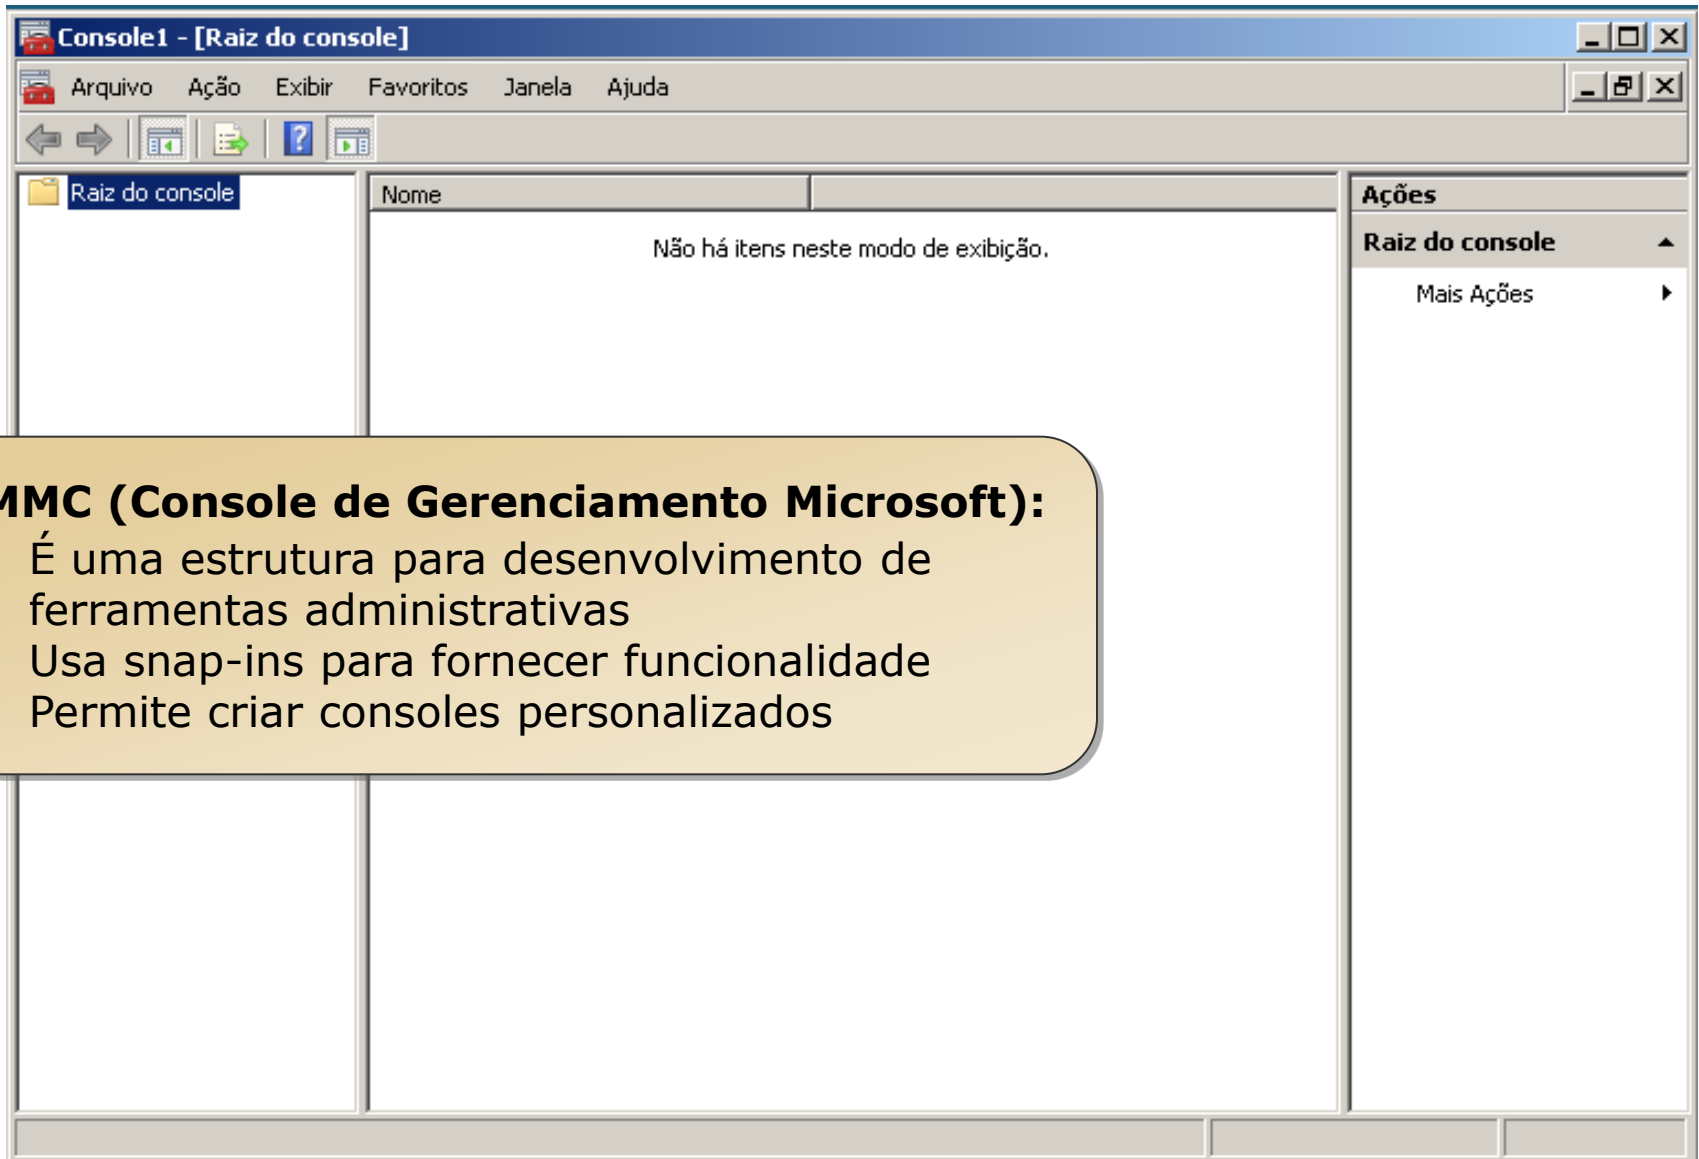 Console1 - [Raiz do console]
Arquivo Ação Exibir Favoritos Janela Ajuda
Raiz do console
Nome
Não há itens neste modo de exibição.
Ações
Raiz do console
Mais Ações
MMC (Console de Gerenciamento Microsoft):
É uma estrutura para desenvolvimento de
ferramentas administrativas
Usa snap-ins para fornecer funcionalidade
Permite criar consoles personalizados